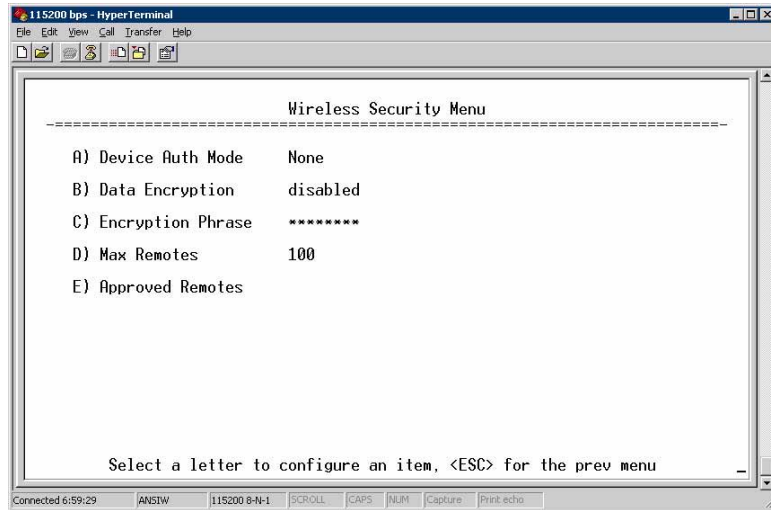 115200 bps - HyperTerminal
File Edit View Call Transfer Help
Wireless Security Menu
-==========================================================================-
A) Device Auth Mode None
B) Data Encryption disabled
C) Encryption Phrase ********
D) Max Remotes 100
E) Approved Remotes
Select a letter to configure an item, <ESC> for the prev menu _
Connected 6:59:29 ANSIW 115200 8-N-1 SCROLL CAPS NUM Capture Print echo